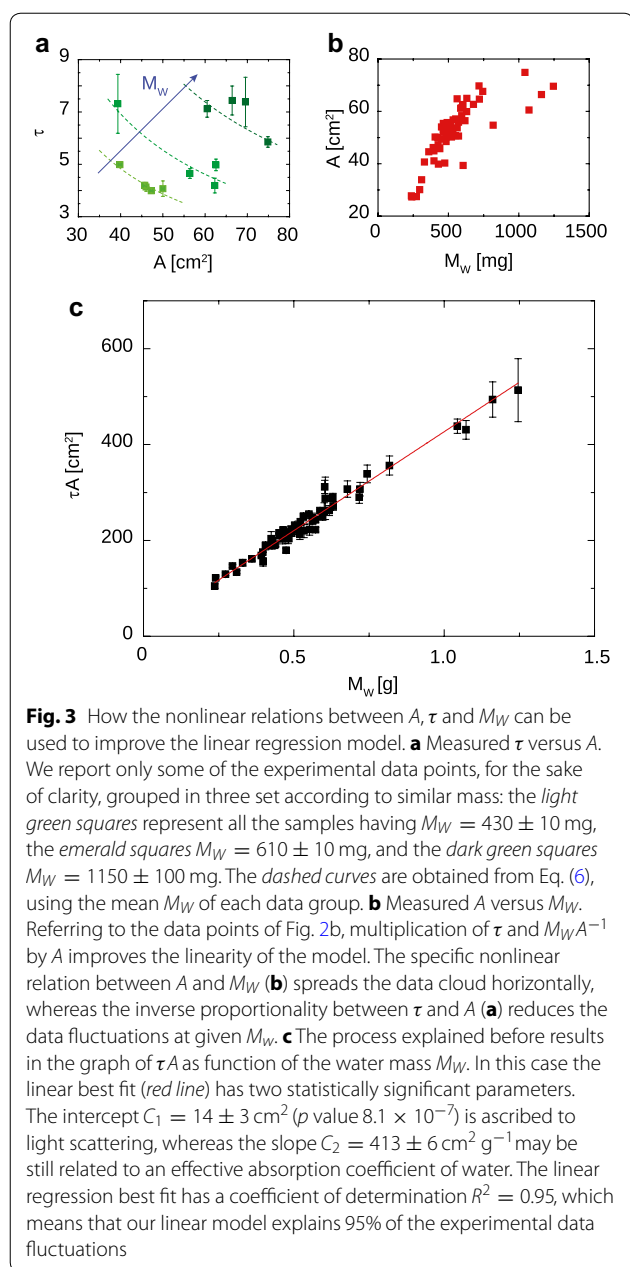 a
9
7
5
3
τ
M_W
30 40 50 60 70 80
A [cm²]
b
80
60
40
20
A [cm²]
0 500 1000 1500
M_W [mg]
c
600
400
200
0
τA [cm²]
0 0.5 1.0 1.5
M_W [g]
Fig. 3 How the nonlinear relations between A, τ and M_W can be
used to improve the linear regression model. a Measured τ versus A.
We report only some of the experimental data points, for the sake
of clarity, grouped in three set according to similar mass: the light
green squares represent all the samples having M_W = 430 ± 10 mg,
the emerald squares M_W = 610 ± 10 mg, and the dark green squares
M_W = 1150 ± 100 mg. The dashed curves are obtained from Eq. (6),
using the mean M_W of each data group. b Measured A versus M_W.
Referring to the data points of Fig. 2b, multiplication of τ and M_W A⁻¹
by A improves the linearity of the model. The specific nonlinear
relation between A and M_W (b) spreads the data cloud horizontally,
whereas the inverse proportionality between τ and A (a) reduces the
data fluctuations at given M_w. c The process explained before results
in the graph of τA as function of the water mass M_W. In this case the
linear best fit (red line) has two statistically significant parameters.
The intercept C₁ = 14 ± 3 cm² (p value 8.1 × 10⁻⁷) is ascribed to
light scattering, whereas the slope C₂ = 413 ± 6 cm² g⁻¹ may be
still related to an effective absorption coefficient of water. The linear
regression best fit has a coefficient of determination R² = 0.95, which
means that our linear model explains 95% of the experimental data
fluctuations